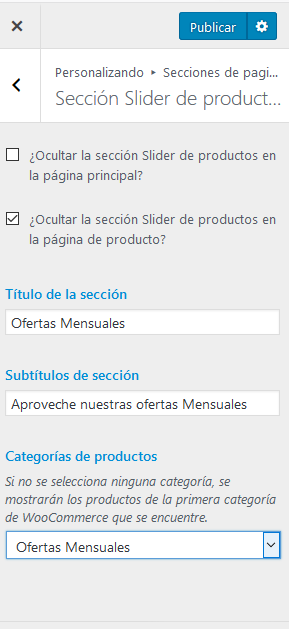 Publicar
Personalizando ▸ Secciones de pagi...
Sección Slider de product...
¿Ocultar la sección Slider de productos en
la página principal?
¿Ocultar la sección Slider de productos en
la página de producto?
Título de la sección
Ofertas Mensuales
Subtítulos de sección
Aproveche nuestras ofertas Mensuales
Categorías de productos
Si no se selecciona ninguna categoría, se
mostrarán los productos de la primera categoría
de WooCommerce que se encuentre.
Ofertas Mensuales